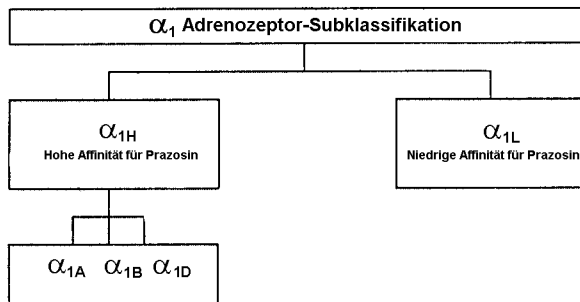 α1 Adrenozeptor-Subklassifikation
α1H
Hohe Affinität für Prazosin
α1L
Niedrige Affinität für Prazosin
α1A α1B α1D